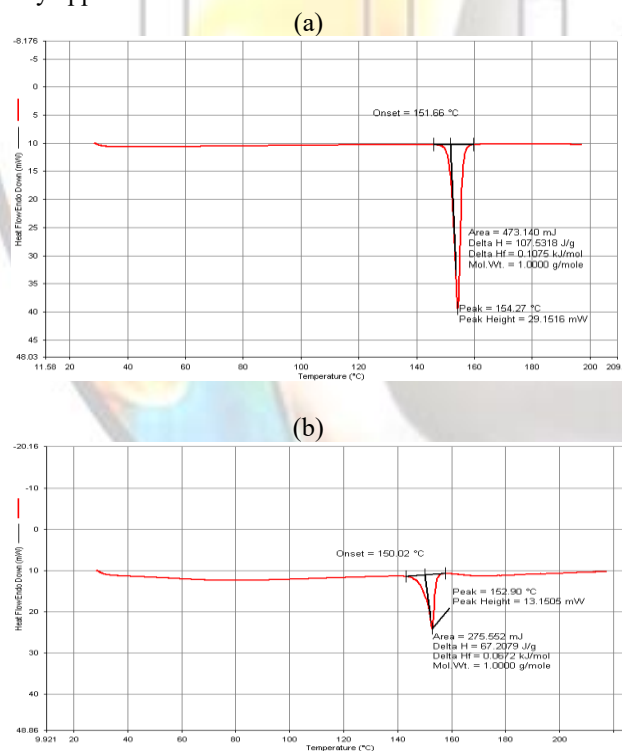 (a)
-8.176
-5
0
5
10
15
20
25
30
35
40
45
48.03
Heat Flow Endo Down (mW)
Onset = 151.66 °C
Area = 473.140 mJ
Delta H = 107.5318 J/g
Delta Hf = 0.1075 kJ/mol
Mol.Wt. = 1.0000 g/mole
Peak = 154.27 °C
Peak Height = 29.1516 mW
11.58 20 40 60 80 100 120 140 160 180 200 209.
Temperature (°C)
(b)
-20.16
-10
0
10
20
30
40
48.86
Heat Flow Endo Down (mW)
Onset = 150.02 °C
Peak = 152.90 °C
Peak Height = 13.1505 mW
Area = 275.552 mJ
Delta H = 67.2079 J/g
Delta Hf = 0.0672 kJ/mol
Mol.Wt. = 1.0000 g/mole
9.921 20 40 60 80 100 120 140 160 180 200
Temperature (°C)